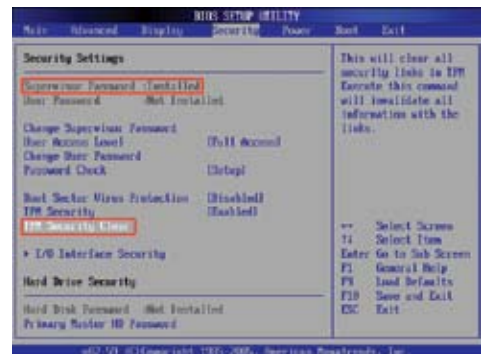 BIOS SETUP UTILITY
Main Advanced Display Security Power Boot Exit
Security Settings
Supervisor Password :Installed
User Password :Not Installed
Change Supervisor Password
User Access Level [Full Access]
Change User Password
Password Check [Setup]
Boot Sector Virus Protection [Disabled]
TPM Security [Enabled]
TPM Security Clear
I/O Interface Security
Hard Drive Security
Hard Disk Password :Not Installed
Primary Master HD Password
This will clear all
security links in TPM
Execute this command
will invalidate all
information with the
links.
Select Screen
Select Item
Enter Go to Sub Screen
F1 General Help
F9 Load Defaults
F10 Save and Exit
ESC Exit
v02.59 (C)Copyright 1985-2005, American Megatrends, Inc.